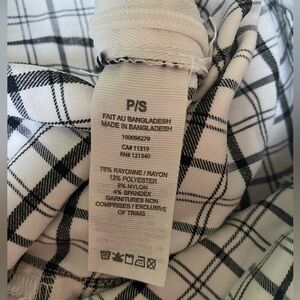 P/S
FAIT AU BANGLADESH
MADE IN BANGLADESH
100056279
CA# 11319
RN# 121340
75% RAYONNE / RAYON
13% POLYESTER
8% NYLON
4% SPANDEX
GARNITURES NON
COMPRISES / EXCLUSIVE
OF TRIMS